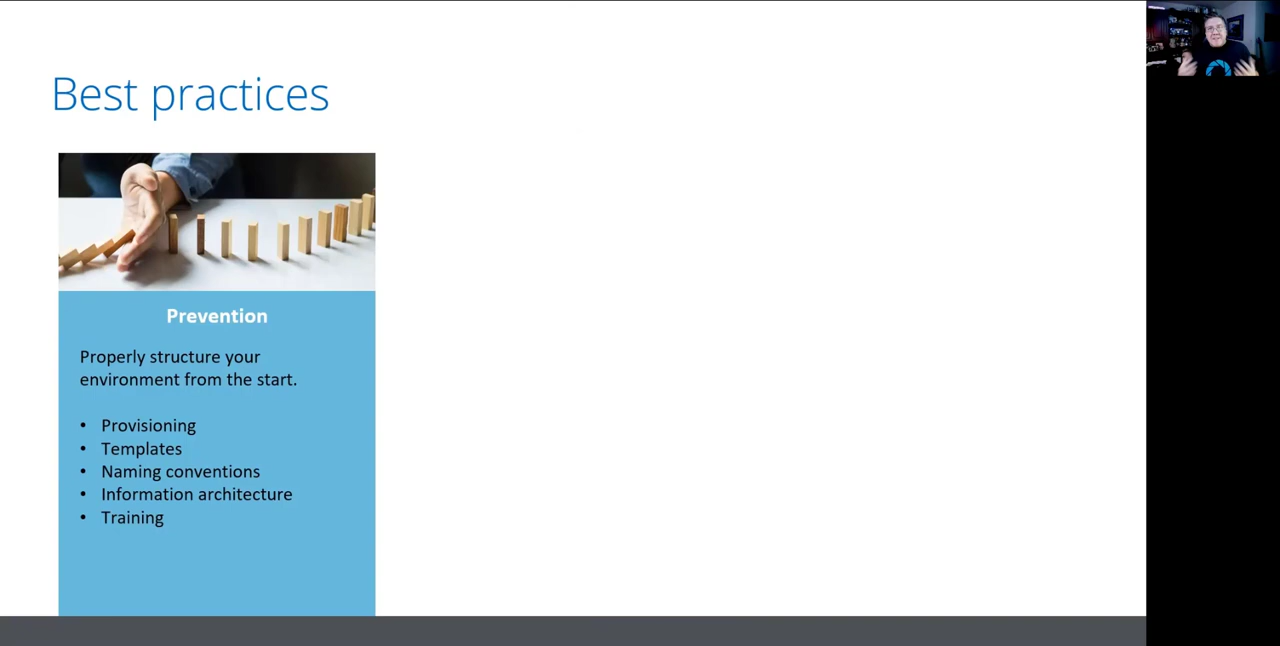 Best practices
Prevention
Properly structure your
environment from the start.
• Provisioning
• Templates
• Naming conventions
• Information architecture
• Training